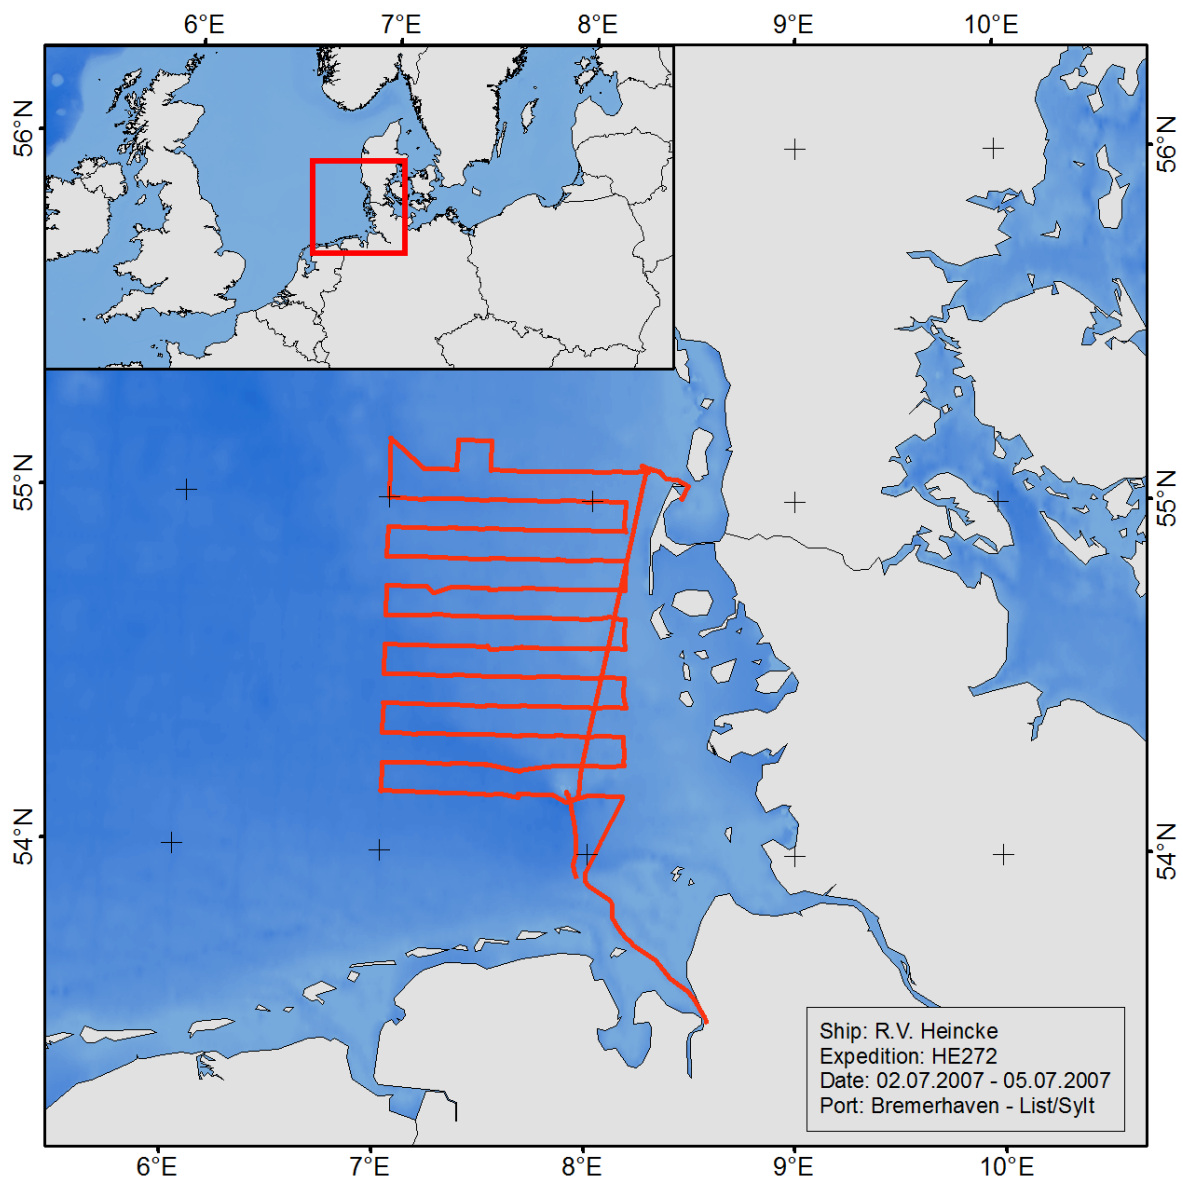 6°E 7°E 8°E 9°E 10°E
56°N 56°N
55°N 55°N
54°N 54°N
Ship: R.V. Heincke
Expedition: HE272
Date: 02.07.2007 - 05.07.2007
Port: Bremerhaven - List/Sylt
6°E 7°E 8°E 9°E 10°E